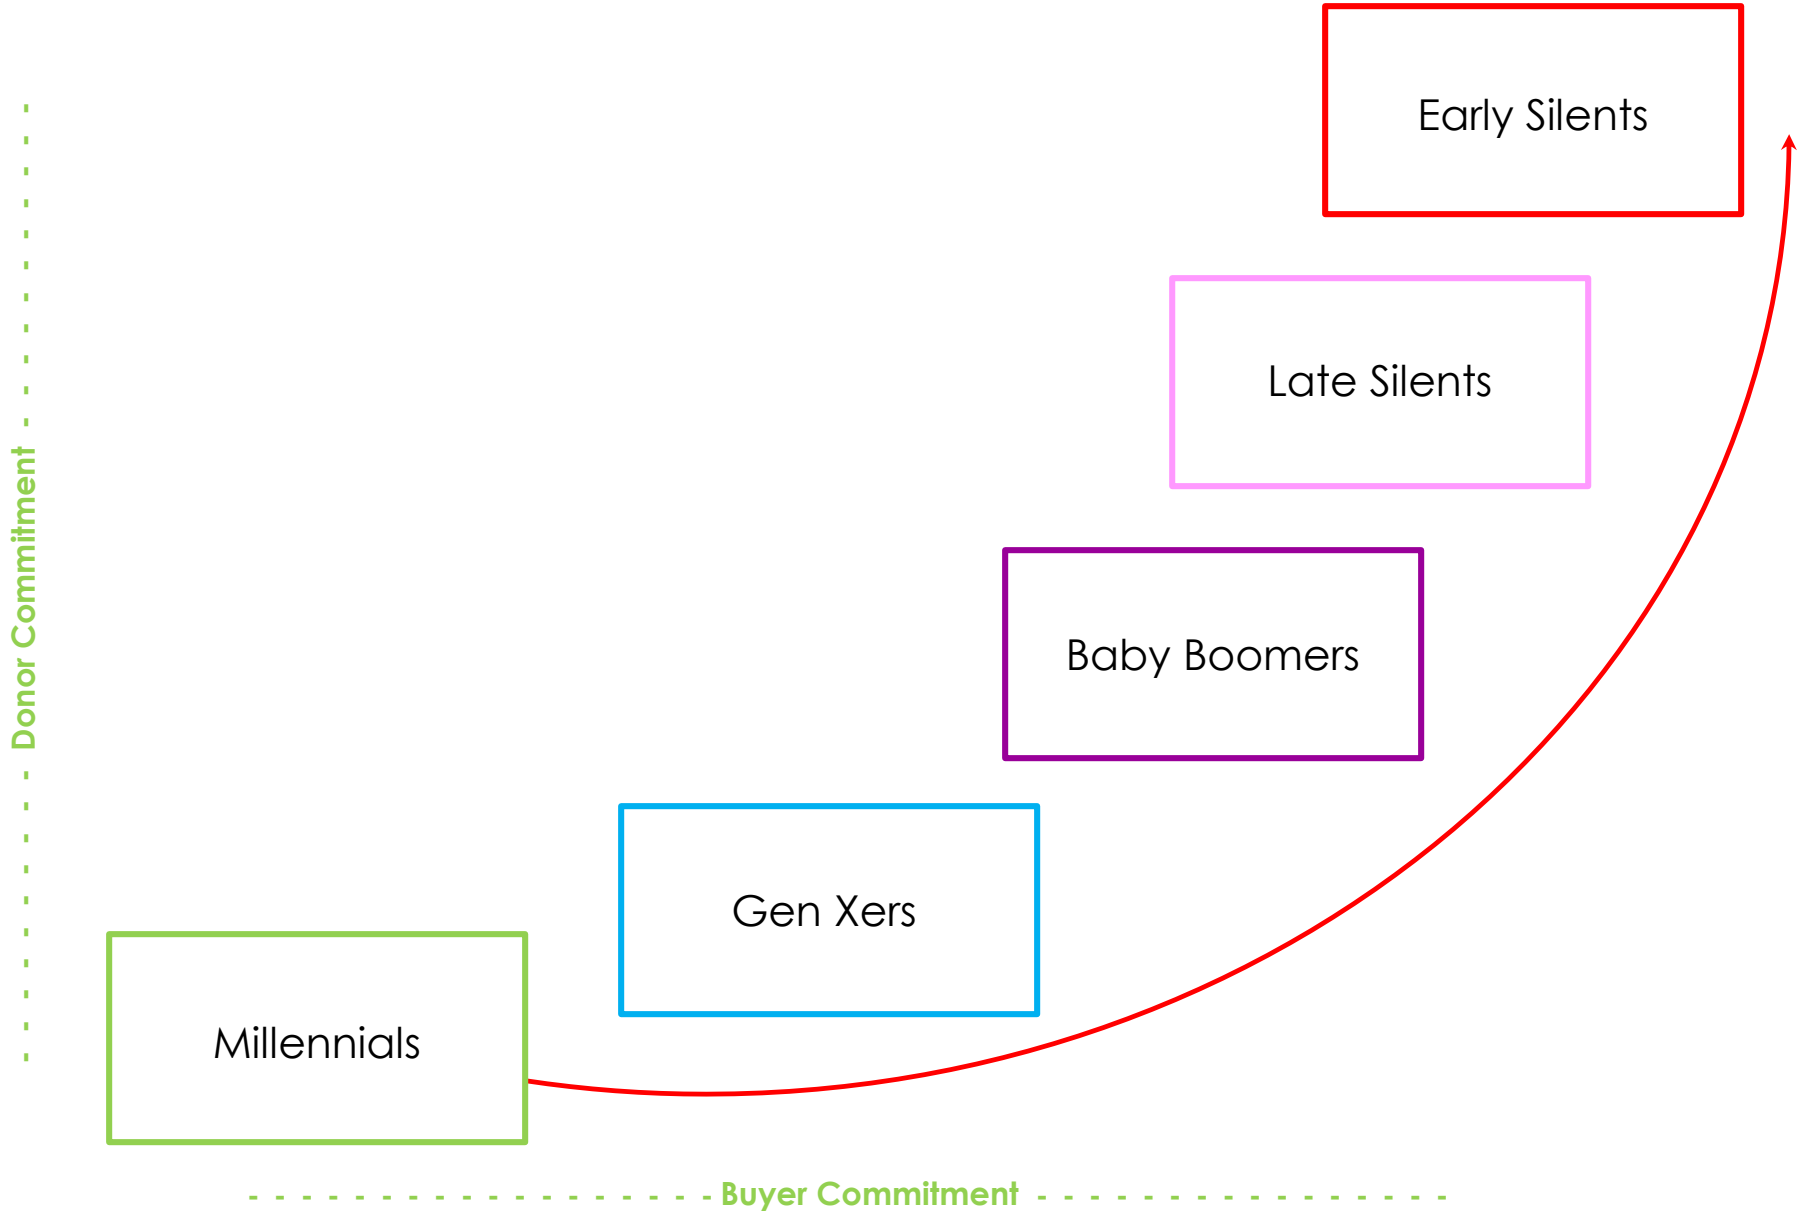 Early Silents
Late Silents
Donor Commitment
Baby Boomers
Gen Xers
Millennials
Buyer Commitment